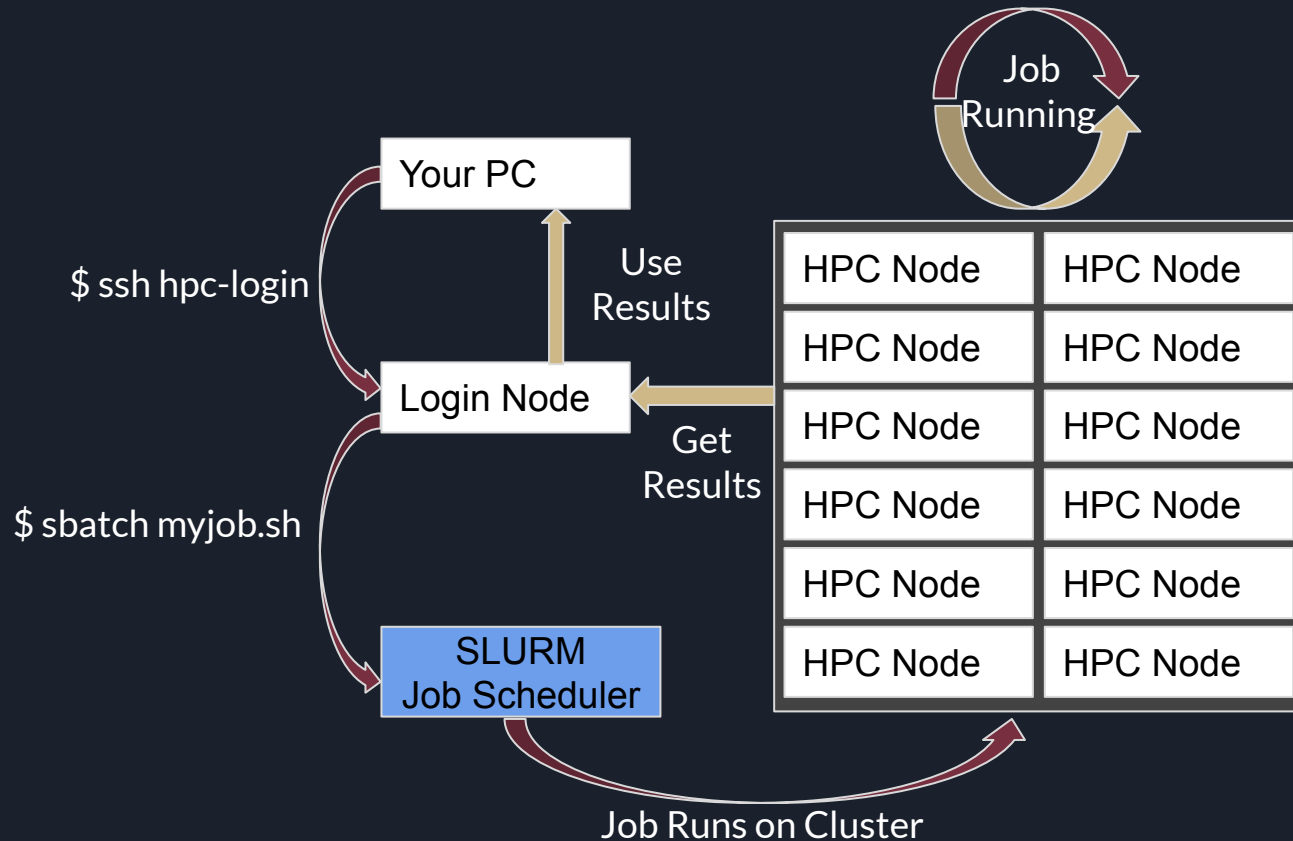 Job
Running
Your PC
$ ssh hpc-login
Use
Results
Login Node
Get
Results
$ sbatch myjob.sh
SLURM
Job Scheduler
HPC Node
HPC Node
HPC Node
HPC Node
HPC Node
HPC Node
HPC Node
HPC Node
HPC Node
HPC Node
HPC Node
HPC Node
Job Runs on Cluster